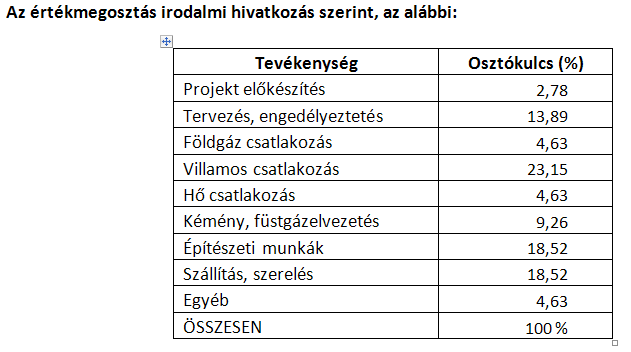 Az értékmegosztás irodalmi hivatkozás szerint, az alábbi:
Tevékenység Osztókulcs (%)
Projekt előkészítés 2,78
Tervezés, engedélyeztetés 13,89
Földgáz csatlakozás 4,63
Villamos csatlakozás 23,15
Hő csatlakozás 4,63
Kémény, füstgázelvezetés 9,26
Építészeti munkák 18,52
Szállítás, szerelés 18,52
Egyéb 4,63
ÖSSZESEN 100 %